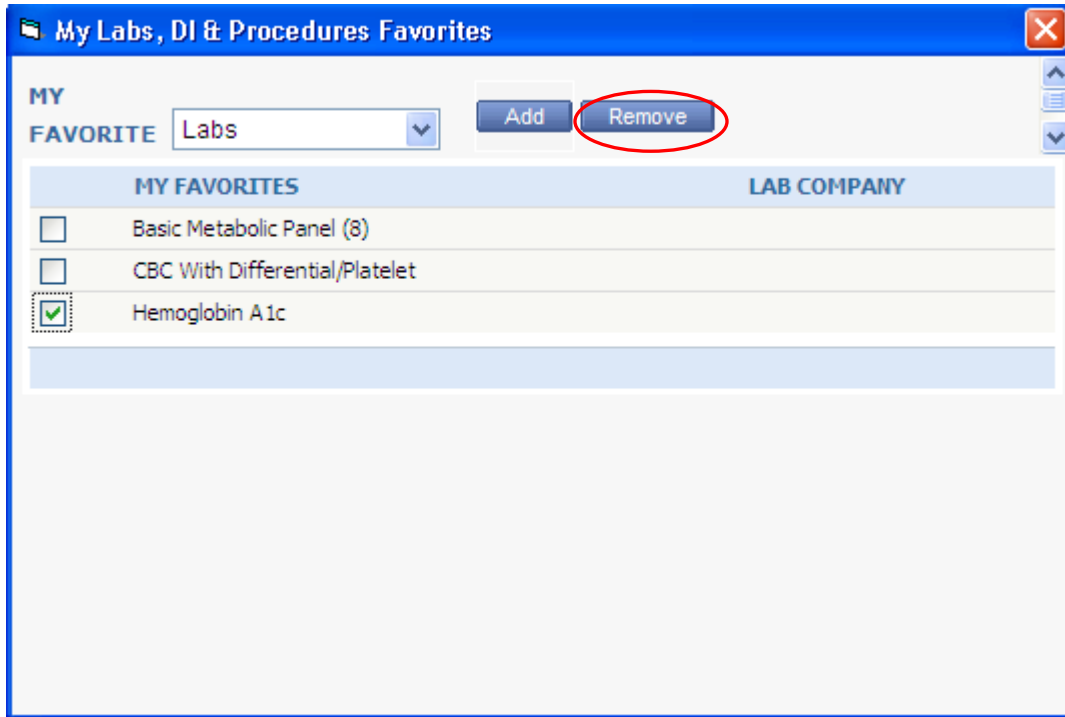 My Labs, DI & Procedures Favorites
MY
FAVORITE Labs Add Remove
MY FAVORITES LAB COMPANY
Basic Metabolic Panel (8)
CBC With Differential/Platelet
Hemoglobin A1c